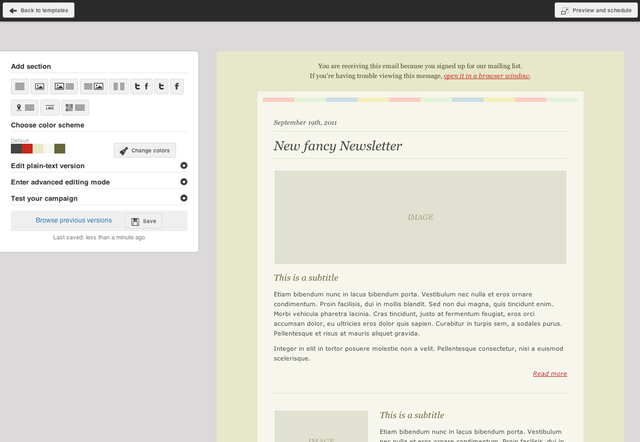 Back to templates
Preview and schedule
Add section
Choose color scheme
Default
Change colors
Edit plain-text version
Enter advanced editing mode
Test your campaign
Browse previous versions
Save
Last saved: less than a minute ago
You are receiving this email because you signed up for our mailing list.
If you're having trouble viewing this message, open it in a browser window.
September 19th, 2011
New fancy Newsletter
IMAGE
This is a subtitle
Etiam bibendum nunc in lacus bibendum porta. Vestibulum nec nulla et eros ornare
condimentum. Proin facilisis, dui in mollis blandit. Sed non dui magna, quis tincidunt enim.
Morbi vehicula pharetra lacinia. Cras tincidunt, justo at fermentum feugiat, eros orci
accumsan dolor, eu ultricies eros dolor quis sapien. Curabitur in turpis sem, a sodales purus.
Pellentesque et risus at mauris aliquet gravida.
Integer in elit in tortor posuere molestie non a velit. Pellentesque consectetur, nisi a euismod
scelerisque.
Read more
IMAGE
This is a subtitle
Etiam bibendum nunc in lacus bibendum porta. Vestibulum
nec nulla et eros ornare condimentum. Proin facilisis, dui in